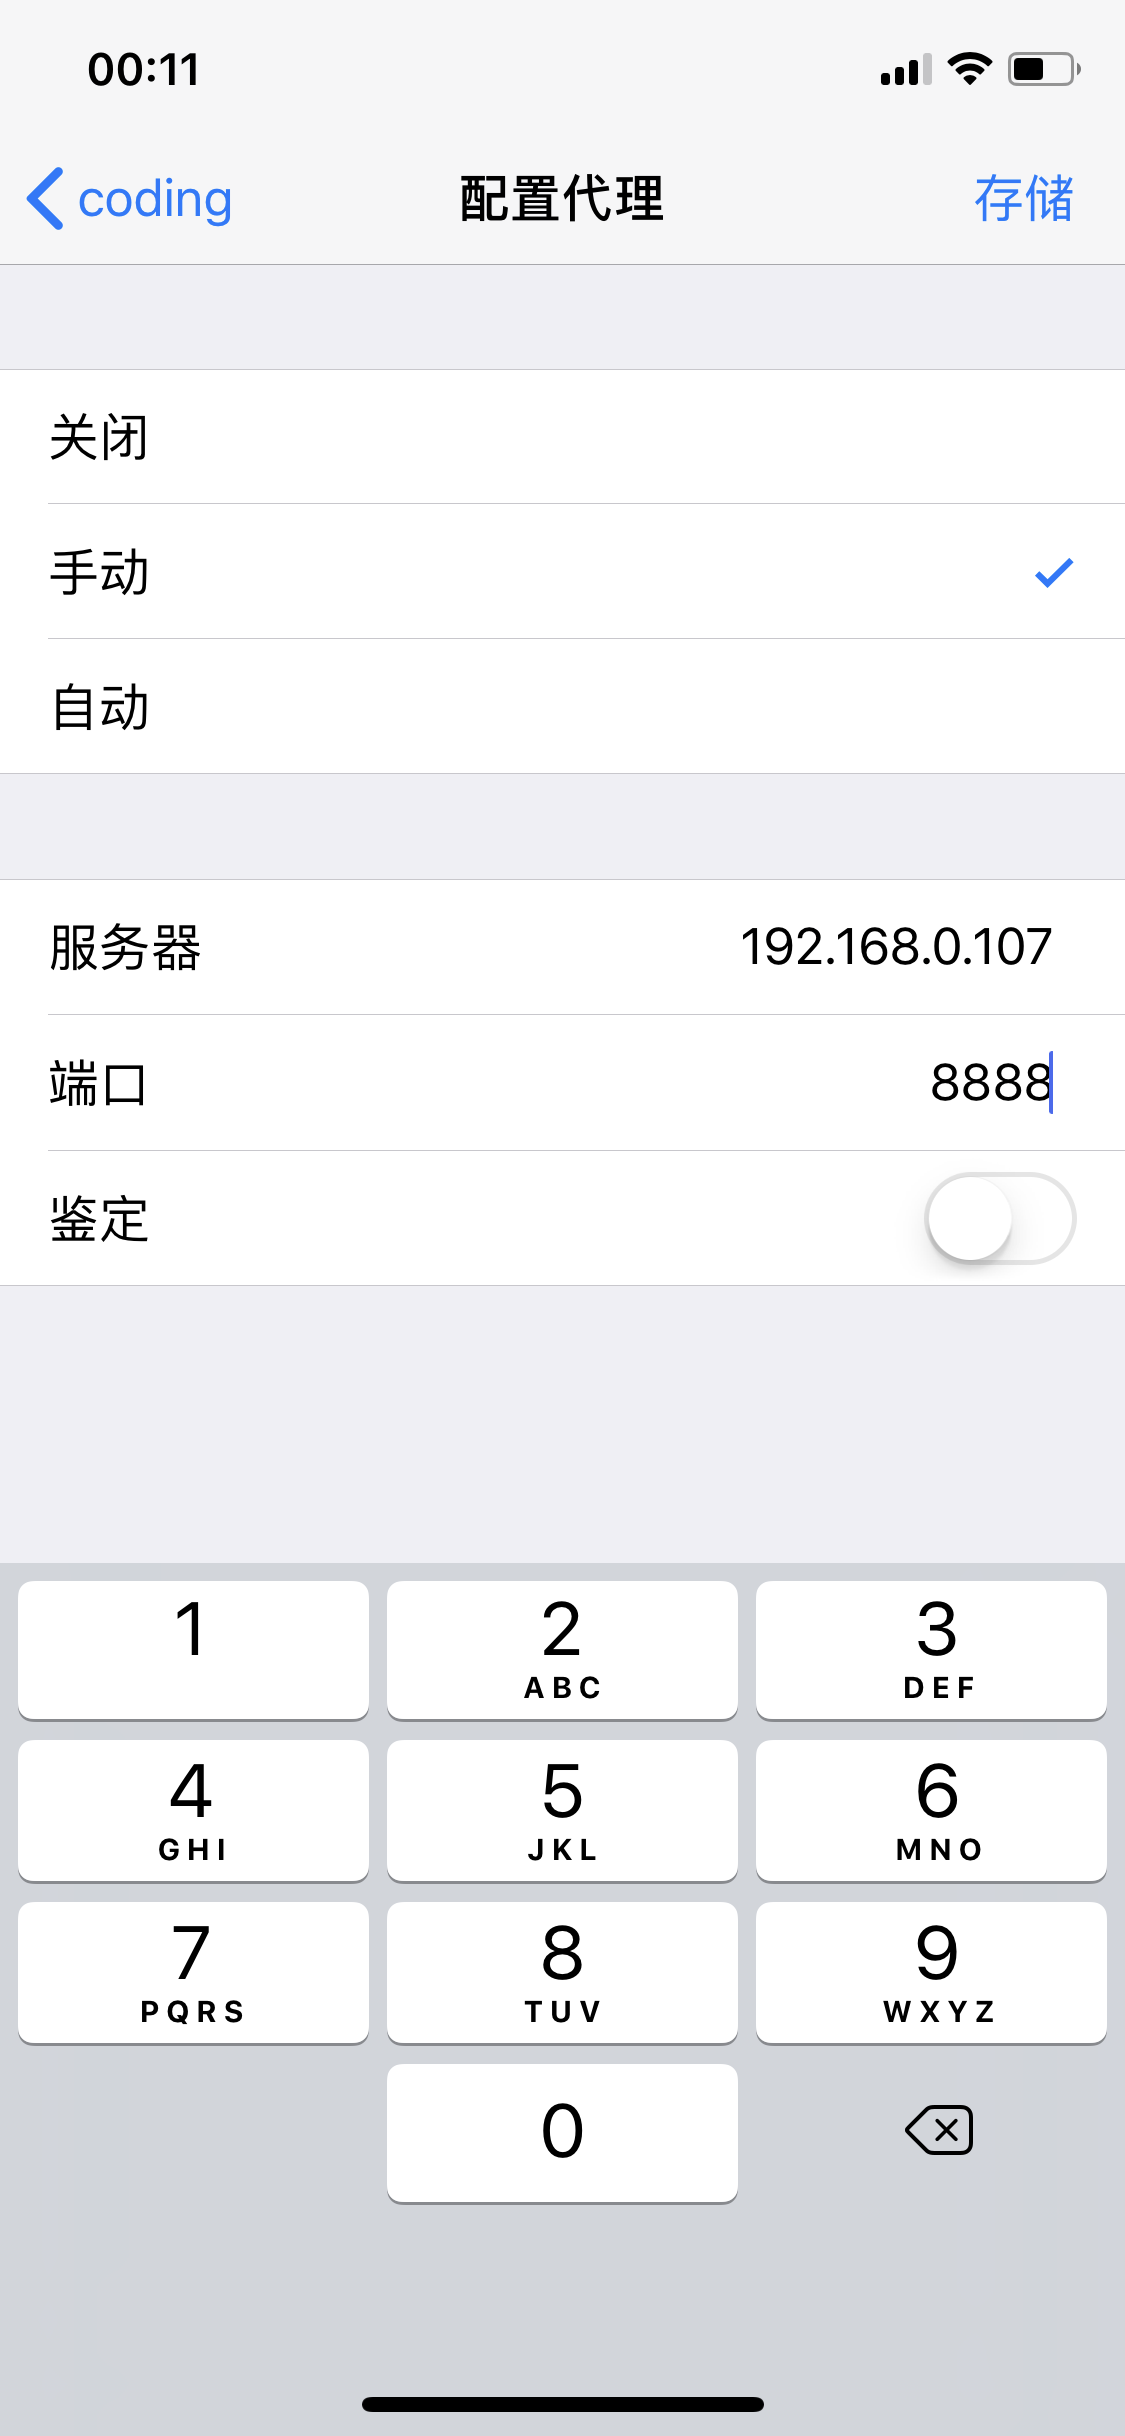 00:11
coding 配置代理 存储
关闭
手动
自动
服务器 192.168.0.107
端口 8888
鉴定
1 2 3
ABC DEF
4 5 6
GHI JKL MNO
7 8 9
PQRS TUV WXYZ
0